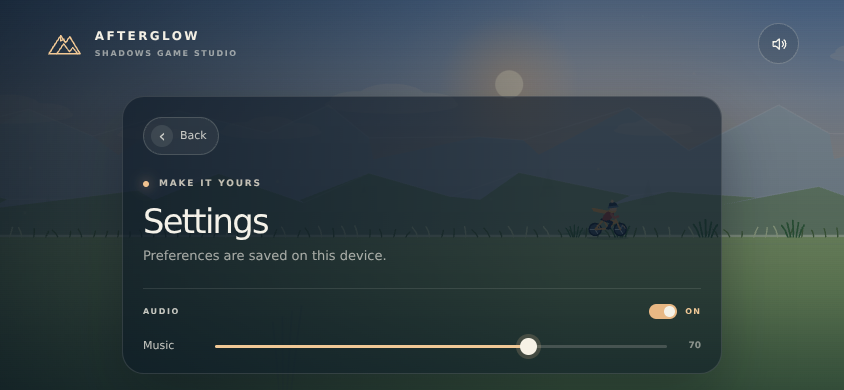 AFTERGLOW
SHADOWS GAME STUDIO
Back
MAKE IT YOURS
Settings
Preferences are saved on this device.
AUDIO
ON
Music
70